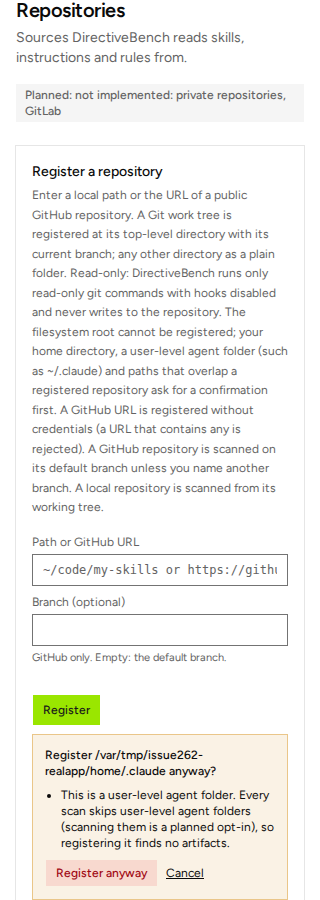 Repositories
Sources DirectiveBench reads skills,
instructions and rules from.
Planned: not implemented: private repositories,
GitLab
Register a repository
Enter a local path or the URL of a public
GitHub repository. A Git work tree is
registered at its top-level directory with its
current branch; any other directory as a plain
folder. Read-only: DirectiveBench runs only
read-only git commands with hooks disabled
and never writes to the repository. The
filesystem root cannot be registered; your
home directory, a user-level agent folder (such
as ~/.claude) and paths that overlap a
registered repository ask for a confirmation
first. A GitHub URL is registered without
credentials (a URL that contains any is
rejected). A GitHub repository is scanned on
its default branch unless you name another
branch. A local repository is scanned from its
working tree.
Path or GitHub URL
~/code/my-skills or https://githu
Branch (optional)
GitHub only. Empty: the default branch.
Register
Register /var/tmp/issue262-
realapp/home/.claude anyway?
• This is a user-level agent folder. Every
scan skips user-level agent folders
(scanning them is a planned opt-in), so
registering it finds no artifacts.
Register anyway Cancel